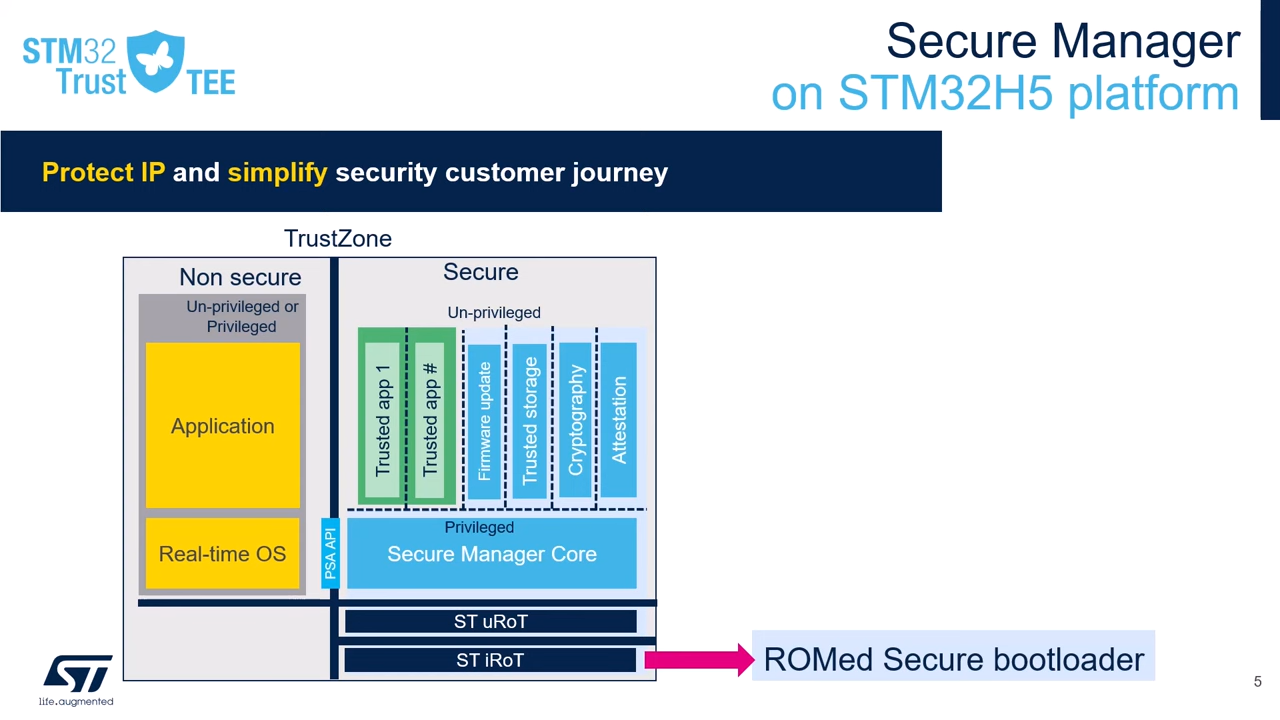 STM32
Trust
TEE
Secure Manager
on STM32H5 platform
Protect IP and simplify security customer journey
TrustZone
Non secure
Secure
Un-privileged or
Privileged
Un-privileged
Application
Trusted app 1
Trusted app #
Firmware update
Trusted storage
Cryptography
Attestation
Real-time OS
PSA API
Privileged
Secure Manager Core
ST uRoT
ST iRoT
ROMed Secure bootloader
ST
life.augmented
5